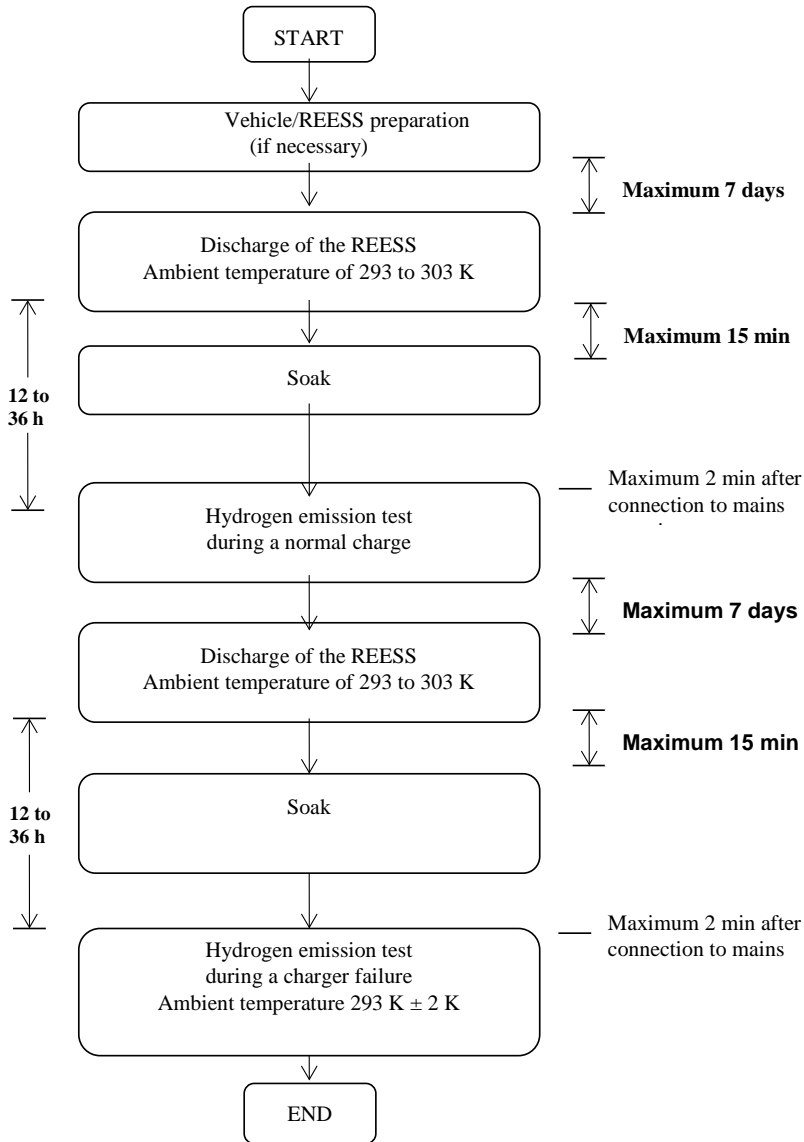 START
Vehicle/REESS preparation
(if necessary)
Maximum 7 days
Discharge of the REESS
Ambient temperature of 293 to 303 K
Maximum 15 min
Soak
12 to
36 h
Maximum 2 min after
connection to mains
Hydrogen emission test
during a normal charge
Maximum 7 days
Discharge of the REESS
Ambient temperature of 293 to 303 K
Maximum 15 min
Soak
12 to
36 h
Maximum 2 min after
connection to mains
Hydrogen emission test
during a charger failure
Ambient temperature 293 K ± 2 K
END